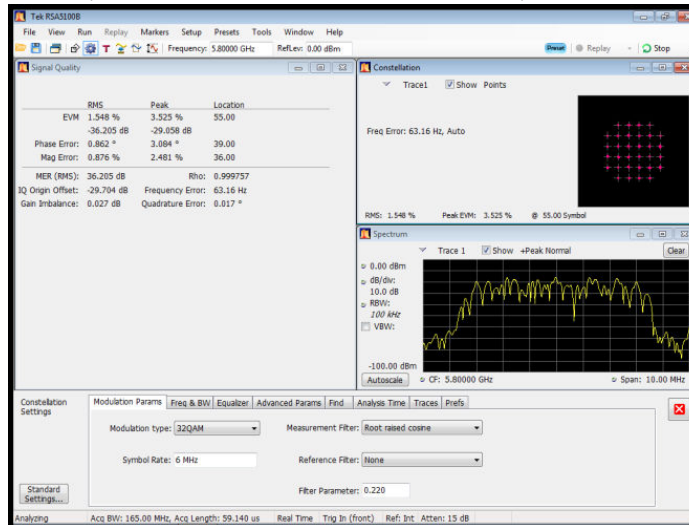 Tek RSA5100B
File View Run Replay Markers Setup Presets Tools Window Help
Frequency: 5.80000 GHz RefLev: 0.00 dBm Preset Replay Stop
Signal Quality
RMS Peak Location
EVM 1.548 % 3.525 % 55.00
-36.205 dB -29.058 dB
Phase Error: 0.862 ° 3.084 ° 39.00
Mag Error: 0.876 % 2.481 % 36.00
MER (RMS): 36.205 dB Rho: 0.999757
IQ Origin Offset: -29.704 dB Frequency Error: 63.16 Hz
Gain Imbalance: 0.027 dB Quadrature Error: 0.017 °
Constellation
Trace1 Show Points
Freq Error: 63.16 Hz, Auto
RMS: 1.548 % Peak EVM: 3.525 % @ 55.00 Symbol
Spectrum
Trace 1 Show +Peak Normal Clear
0.00 dBm
dB/div:
10.0 dB
RBW:
100 kHz
VBW:
-100.00 dBm
Autoscale CF: 5.80000 GHz Span: 10.00 MHz
Constellation
Settings
Modulation Params Freq & BW Equalizer Advanced Params Find Analysis Time Traces Prefs
Modulation type: 32QAM Measurement Filter: Root raised cosine
Symbol Rate: 6 MHz Reference Filter: None
Filter Parameter: 0.220
Standard
Settings...
Analyzing Acq BW: 165.00 MHz, Acq Length: 59.140 us Real Time Trig In (front) Ref: Int Atten: 15 dB